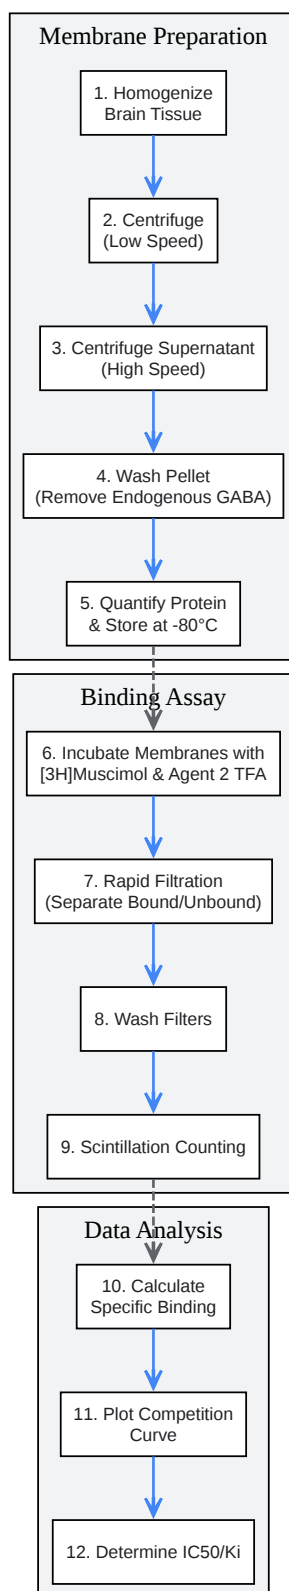 Membrane Preparation
1. Homogenize
Brain Tissue
2. Centrifuge
(Low Speed)
3. Centrifuge Supernatant
(High Speed)
4. Wash Pellet
(Remove Endogenous GABA)
5. Quantify Protein
& Store at -80°C
Binding Assay
6. Incubate Membranes with
[3H]Muscimol & Agent 2 TFA
7. Rapid Filtration
(Separate Bound/Unbound)
8. Wash Filters
9. Scintillation Counting
Data Analysis
10. Calculate
Specific Binding
11. Plot Competition
Curve
12. Determine IC50/Ki